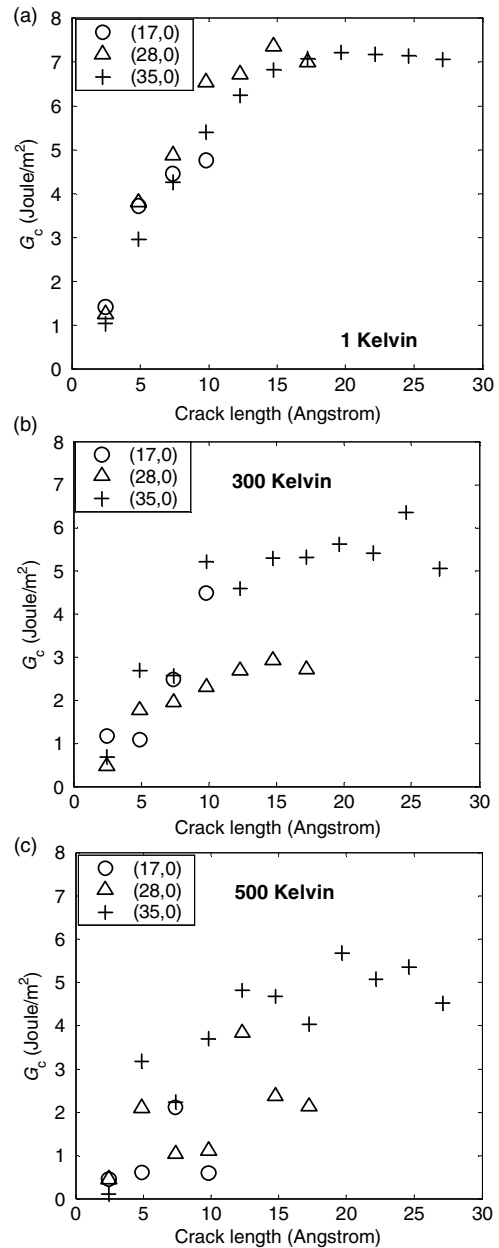 (a)
8
7
6
5
4
3
2
1
0
G_c (Joule/m²)
(17,0)
(28,0)
(35,0)
1 Kelvin
0 5 10 15 20 25 30
Crack length (Angstrom)
(b)
8
7
6
5
4
3
2
1
0
G_c (Joule/m²)
(17,0)
(28,0)
(35,0)
300 Kelvin
0 5 10 15 20 25 30
Crack length (Angstrom)
(c)
8
7
6
5
4
3
2
1
0
G_c (Joule/m²)
(17,0)
(28,0)
(35,0)
500 Kelvin
0 5 10 15 20 25 30
Crack length (Angstrom)